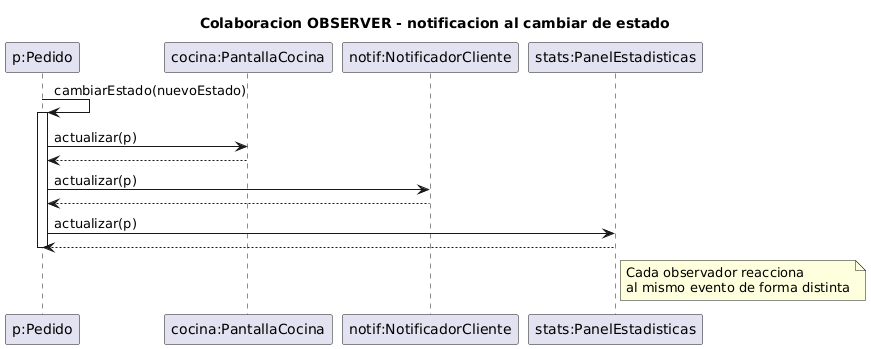 Colaboracion OBSERVER - notificacion al cambiar de estado
p:Pedido
cocina:PantallaCocina
notif:NotificadorCliente
stats:PanelEstadisticas
cambiarEstado(nuevoEstado)
actualizar(p)
actualizar(p)
actualizar(p)
Cada observador reacciona
al mismo evento de forma distinta
p:Pedido
cocina:PantallaCocina
notif:NotificadorCliente
stats:PanelEstadisticas